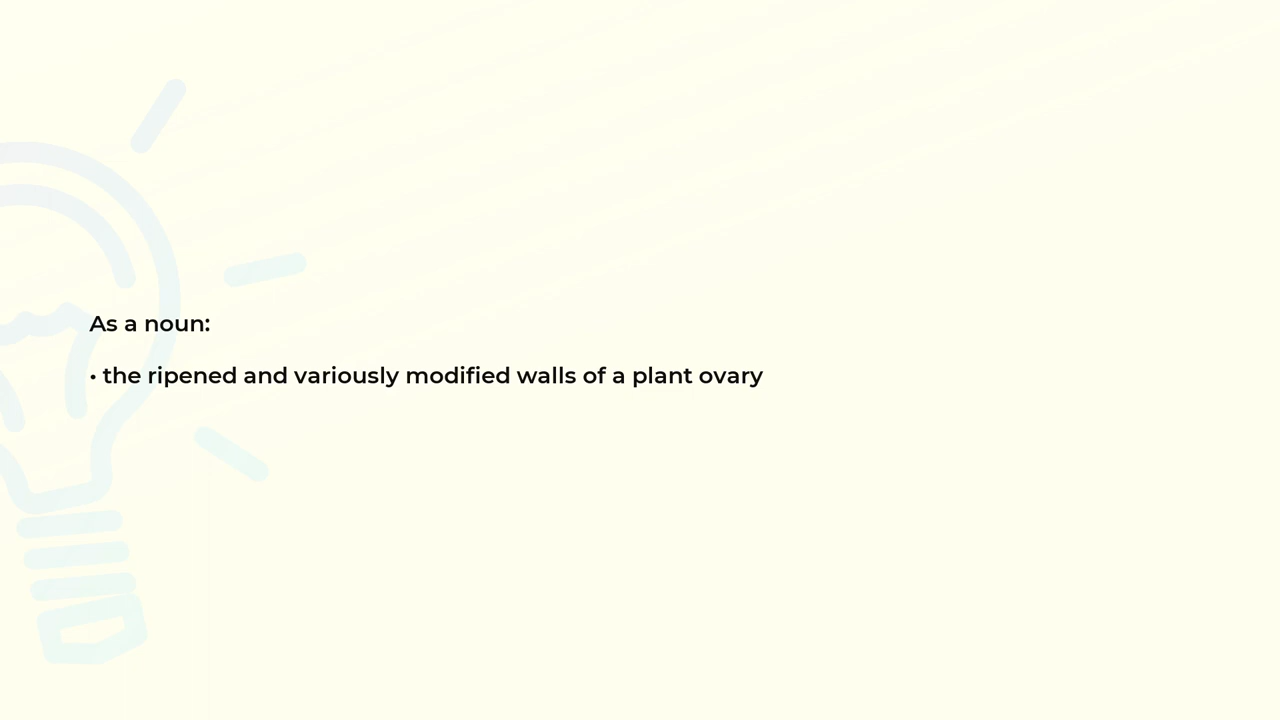 As a noun:
• the ripened and variously modified walls of a plant ovary